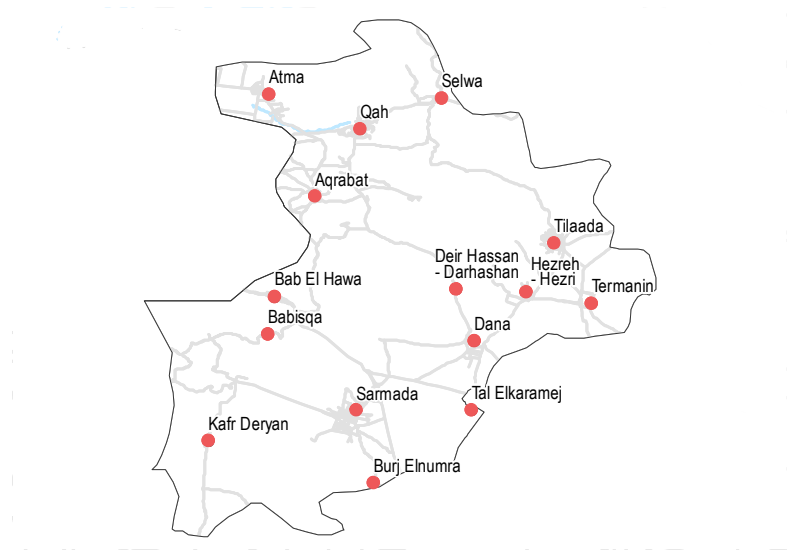 Atma
Selwa
Qah
Aqrabat
Tilaada
Deir Hassan
- Darhashan
Hezreh
- Hezri
Bab El Hawa
Termanin
Babisqa
Dana
Sarmada
Tal Elkaramej
Kafr Deryan
Burj Elnumra